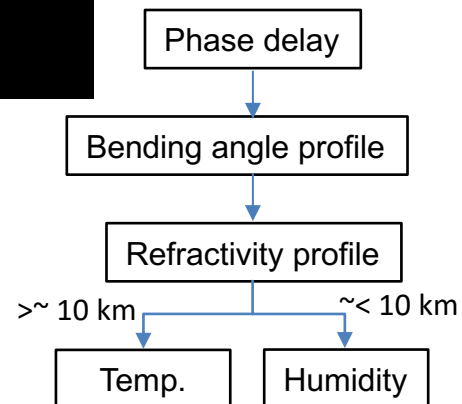 Phase delay
Bending angle profile
Refractivity profile
>~ 10 km
~< 10 km
Temp.
Humidity